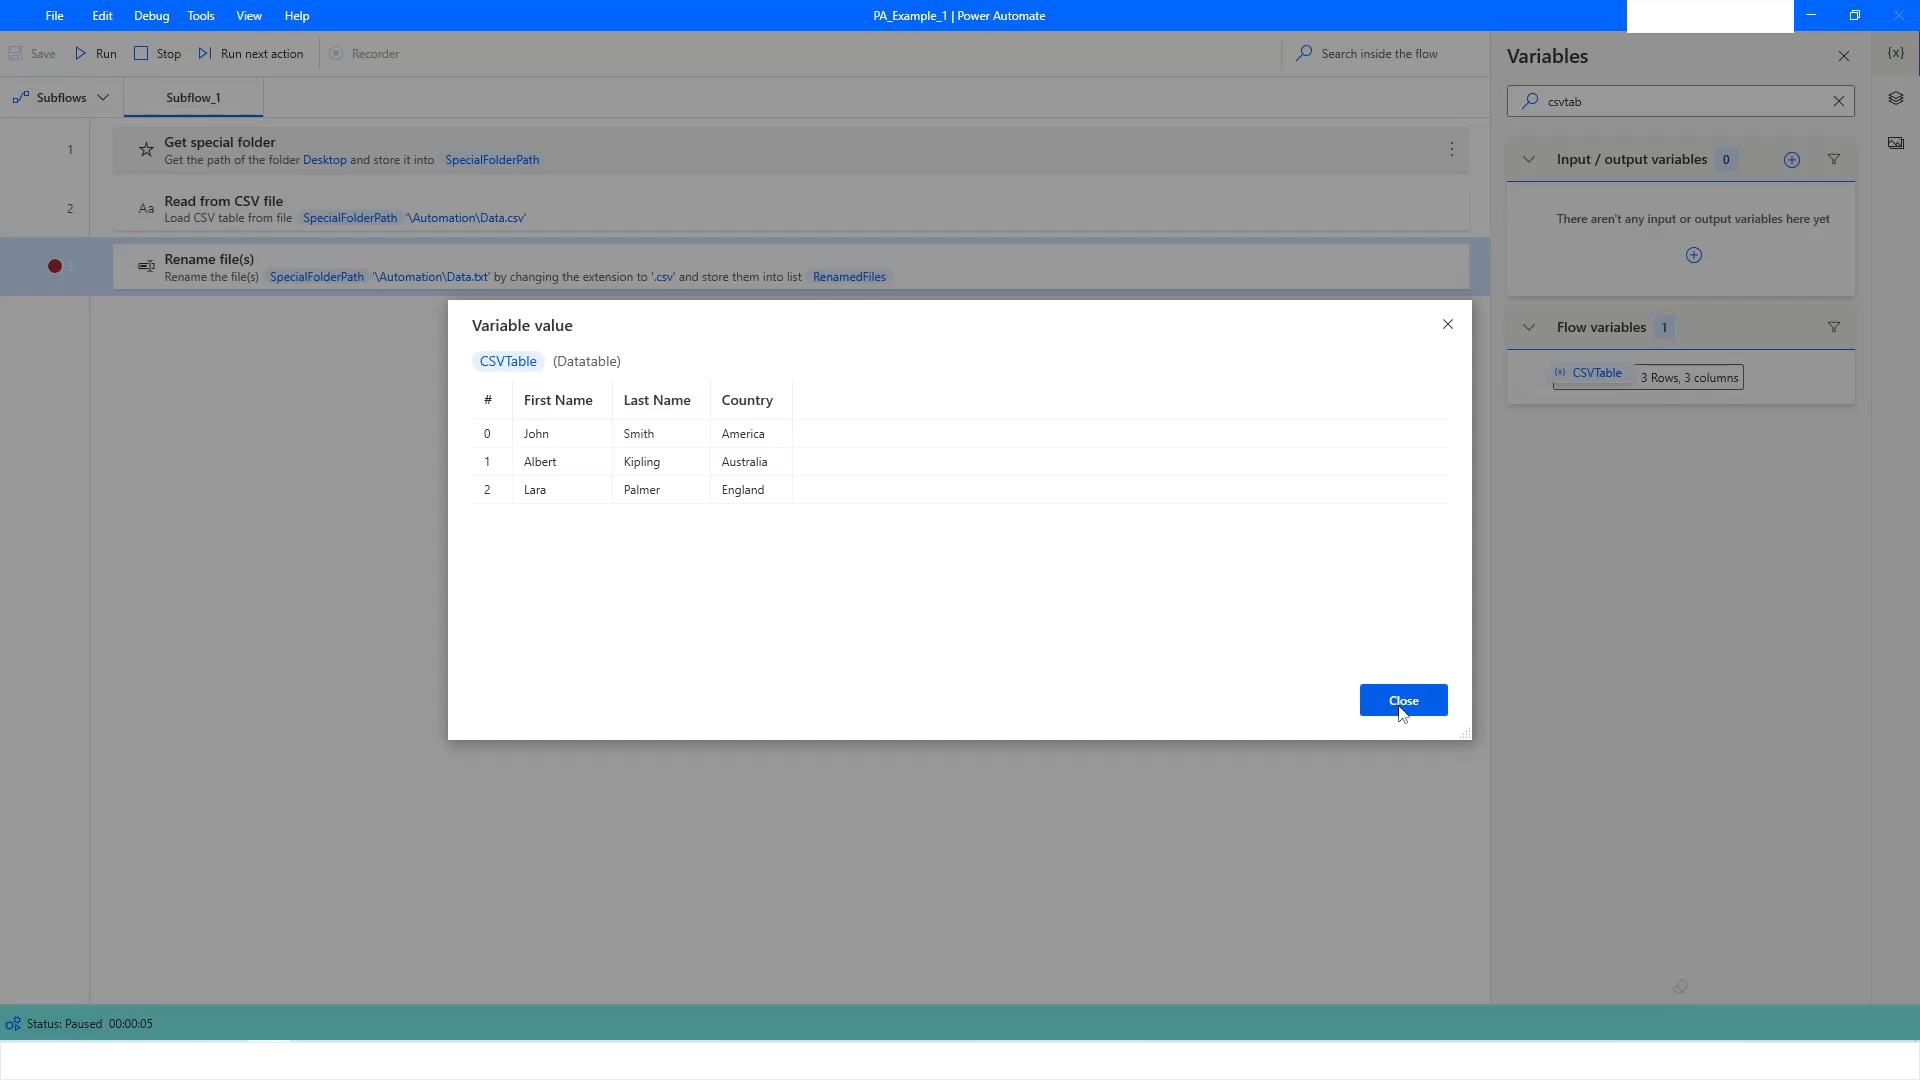 File Edit Debug Tools View Help PA_Example_1 | Power Automate
Save Run Stop Run next action Recorder Search inside the flow
Subflows Subflow_1
1 Get special folder
Get the path of the folder Desktop and store it into SpecialFolderPath
2 Aa Read from CSV file
Load CSV table from file SpecialFolderPath '\Automation\Data.csv'
3 Rename file(s)
Rename the file(s) SpecialFolderPath '\Automation\Data.txt' by changing the extension to '.csv' and store them into list RenamedFiles
Variable value
CSVTable (Datatable)
# First Name Last Name Country
0 John Smith America
1 Albert Kipling Australia
2 Lara Palmer England
Close
Variables {x}
csvtab
Input / output variables 0
There aren't any input or output variables here yet
Flow variables 1
(x) CSVTable 3 Rows, 3 columns
Status: Paused 00:00:05